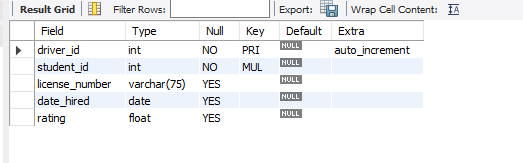 Result Grid Filter Rows: Export: Wrap Cell Content: IA
Field Type Null Key Default Extra
driver_id int NO PRI NULL auto_increment
student_id int NO MUL NULL
license_number varchar(75) YES NULL
date_hired date YES NULL
rating float YES NULL